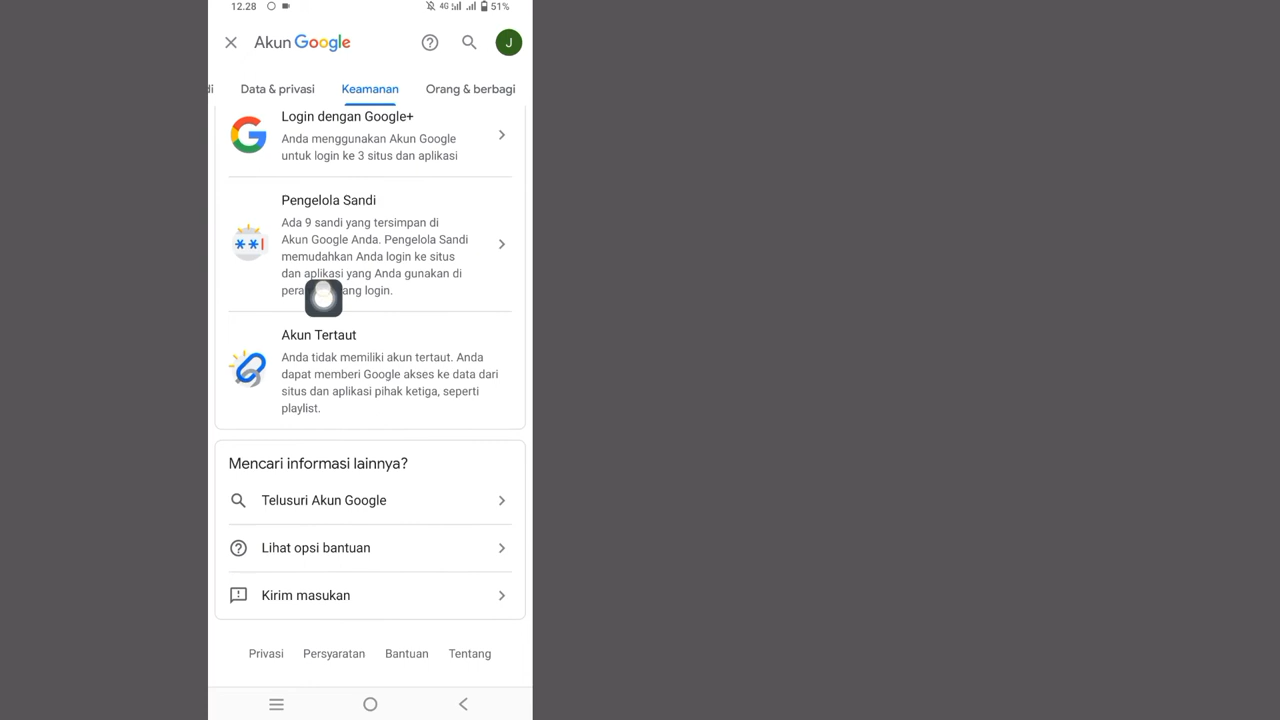 12.28
4G
51%
Akun Google
J
di
Data & privasi
Keamanan
Orang & berbagi
Login dengan Google+
Anda menggunakan Akun Google
untuk login ke 3 situs dan aplikasi
Pengelola Sandi
Ada 9 sandi yang tersimpan di
Akun Google Anda. Pengelola Sandi
memudahkan Anda login ke situs
dan aplikasi yang Anda gunakan di
login.
Akun Tertaut
Anda tidak memiliki akun tertaut. Anda
dapat memberi Google akses ke data dari
situs dan aplikasi pihak ketiga, seperti
playlist.
Mencari informasi lainnya?
Telusuri Akun Google
Lihat opsi bantuan
Kirim masukan
Privasi
Persyaratan
Bantuan
Tentang